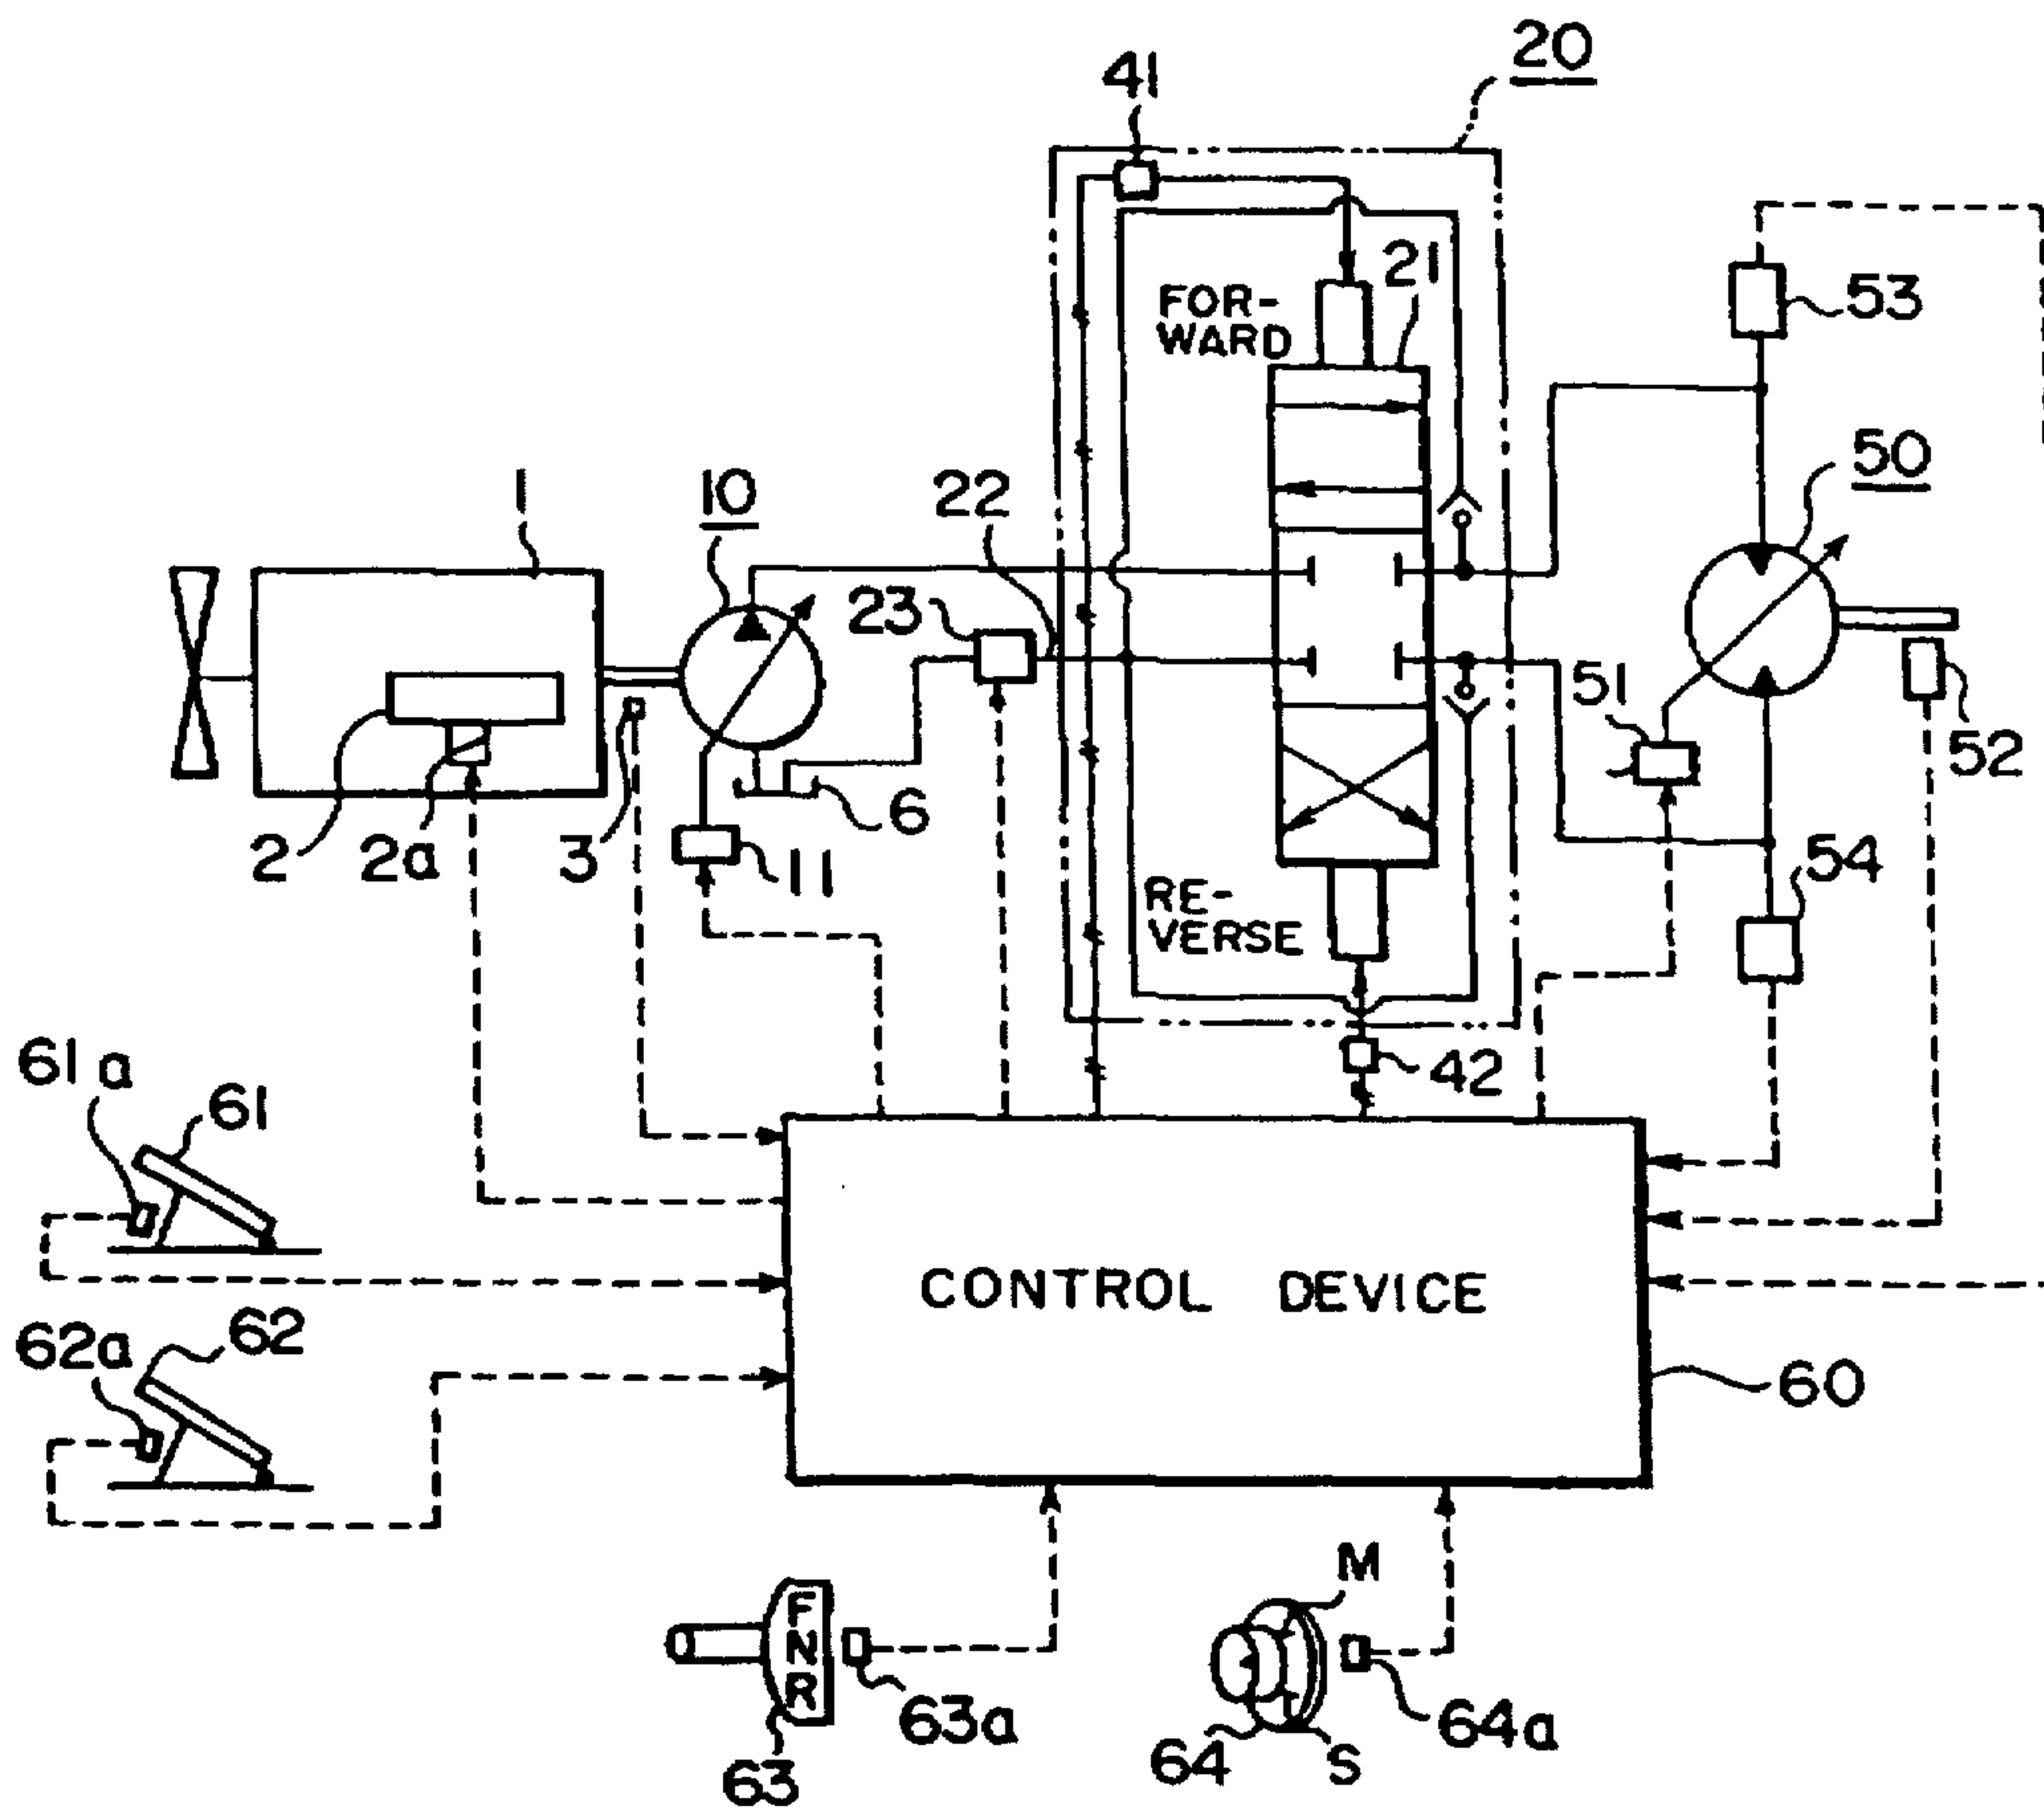 20
41
21
FOR-
WARD
53
50
1
10
22
23
51
52
2
2a
3
11
6
54
RE-
VERSE
42
61a
61
CONTROL DEVICE
62a
62
60
M
F
N
R
63a
64a
63
64
S